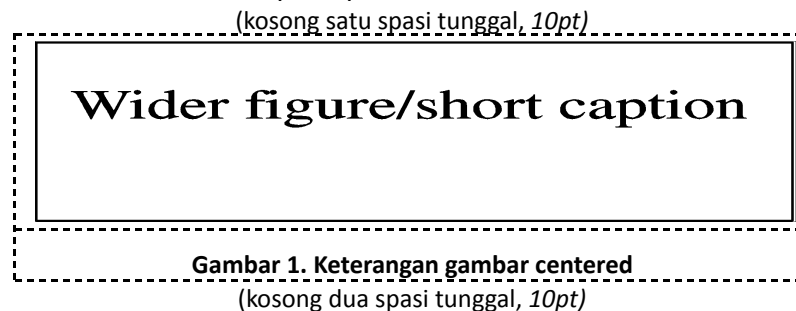 (kosong satu spasi tunggal, 10pt)
Wider figure/short caption
Gambar 1. Keterangan gambar centered
(kosong dua spasi tunggal, 10pt)